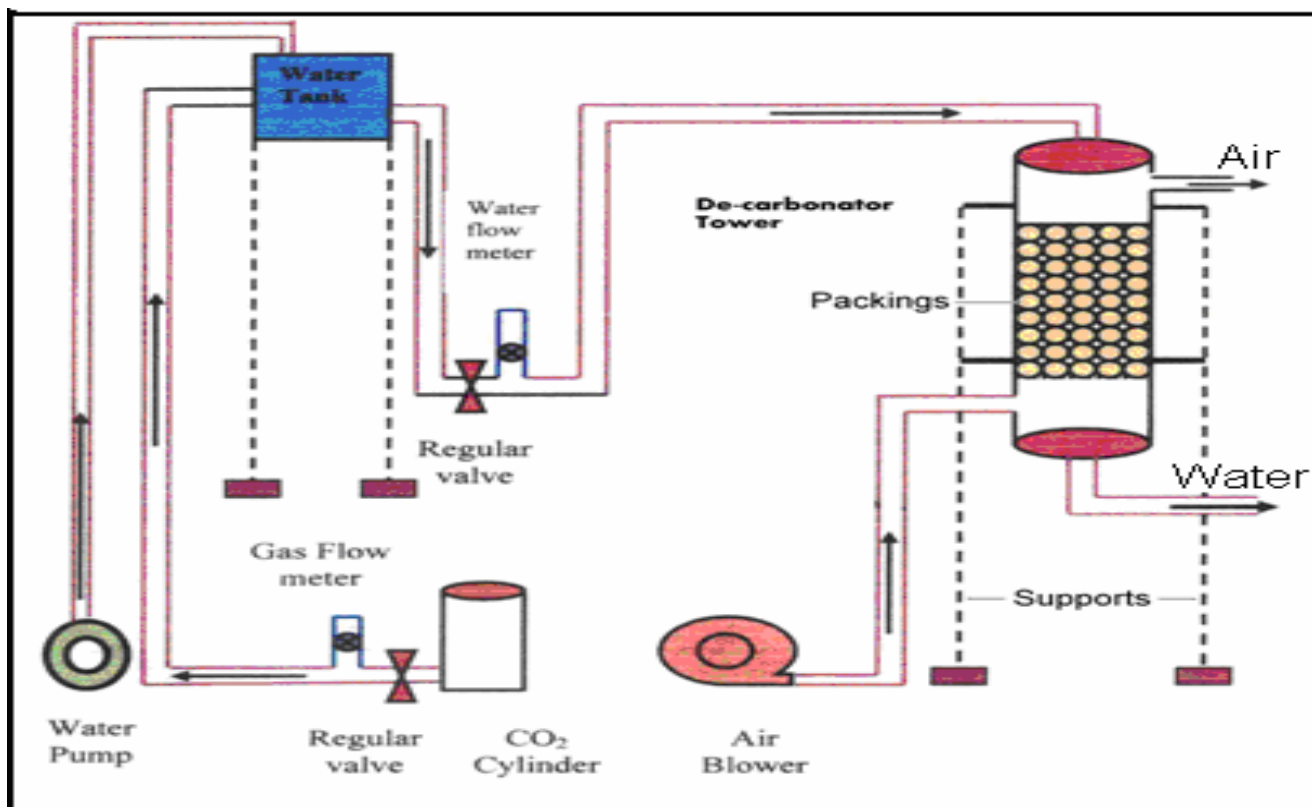 Water
Tank
Water
flow
meter
De-carbonator
Tower
Air
Packings
Regular
valve
Water
Gas Flow
meter
Supports
Water
Pump
Regular
valve
CO₂
Cylinder
Air
Blower